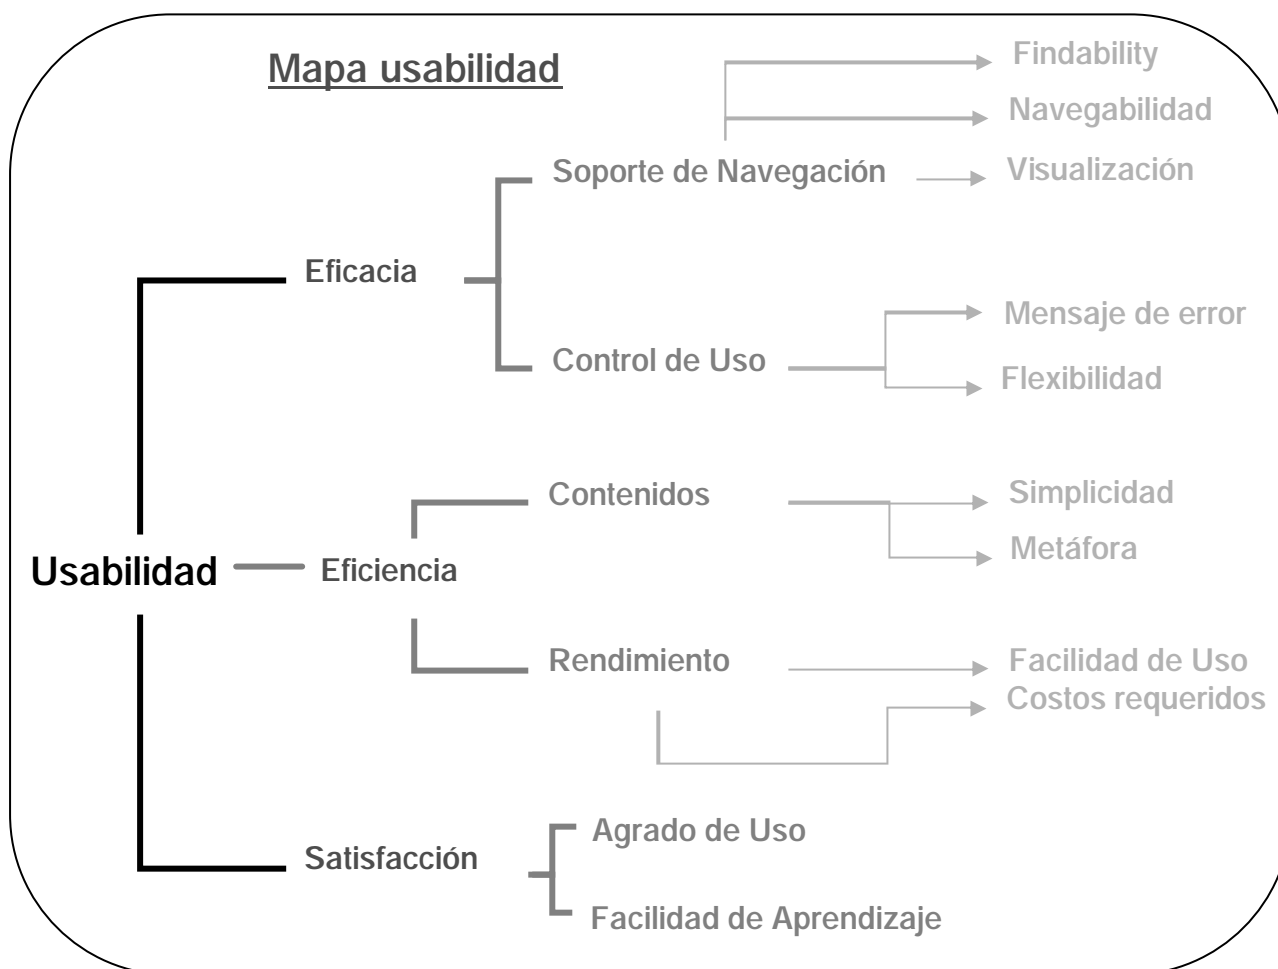 Mapa usabilidad
Findability
Navegabilidad
Soporte de Navegación
Visualización
Eficacia
Mensaje de error
Control de Uso
Flexibilidad
Contenidos
Simplicidad
Metáfora
Usabilidad
Eficiencia
Rendimiento
Facilidad de Uso
Costos requeridos
Agrado de Uso
Satisfacción
Facilidad de Aprendizaje